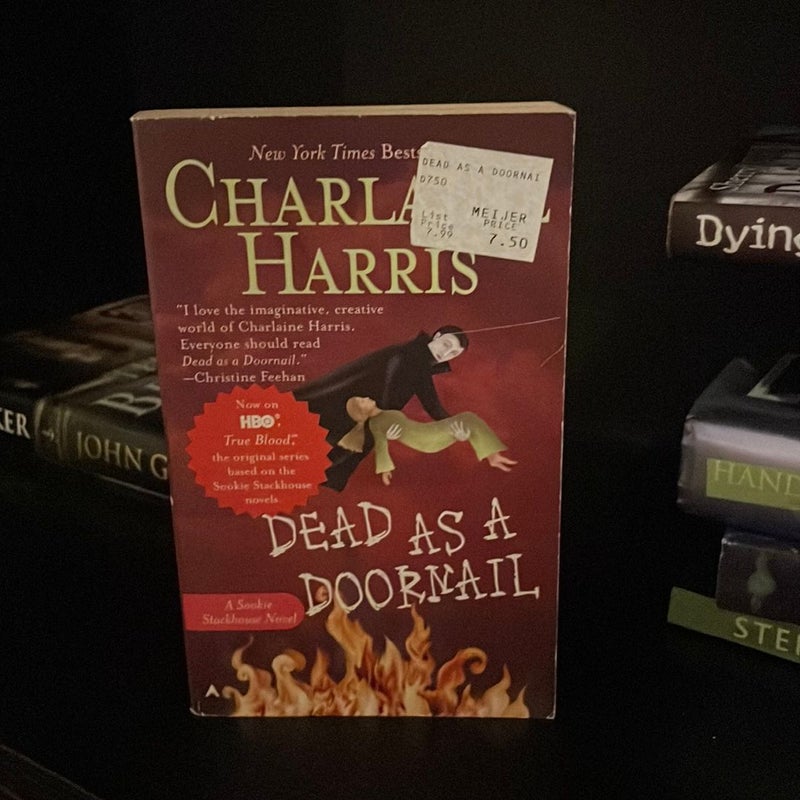 New York Times Bests
CHARLA
HARRIS
DEAD AS A DOORNAI
0750
List
Price
7.99
MEIJER
PRICE
7.50
"I love the imaginative, creative
world of Charlaine Harris.
Everyone should read
Dead as a Doornail."
—Christine Feehan
Now on
HBO®:
True Blood,™
the original series
based on the
Sookie Stackhouse
novels
DEAD AS A
DOORNAIL
A Sookie
Stackhouse Novel
KER
JOHN G
Dying
HAND
STE